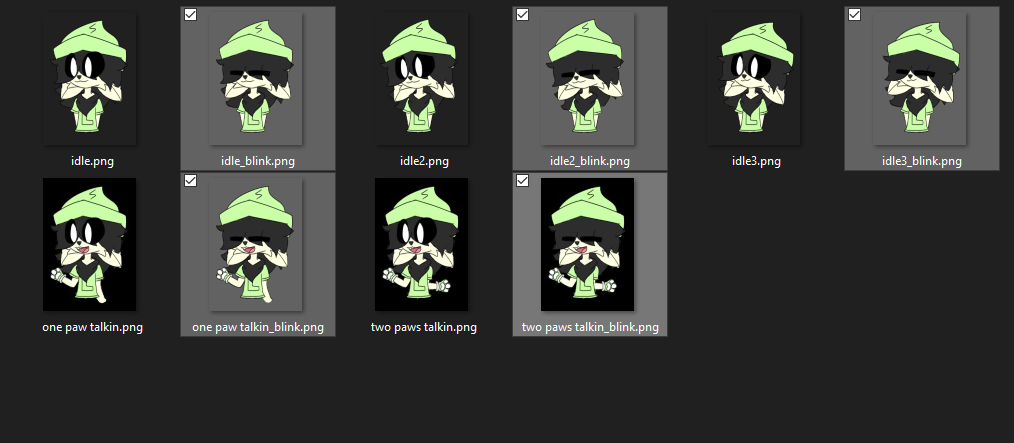 idle.png
idle_blink.png
idle2.png
idle2_blink.png
idle3.png
idle3_blink.png
one paw talkin.png
one paw talkin_blink.png
two paws talkin.png
two paws talkin_blink.png